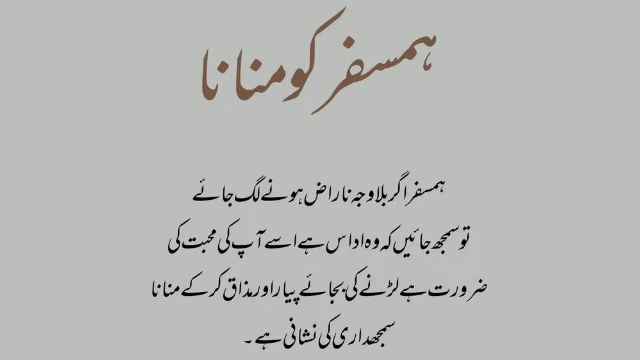 ہمسفر کو منانا
ہمسفر اگر بلاوجہ ناراض ہونے لگ جائے
تو سمجھ جائیں کہ وہ اداس ہے اسے آپ کی محبت کی
ضرورت ہے لڑنے کی بجائے پیار اور مذاق کر کے منانا
سمجھداری کی نشانی ہے ۔